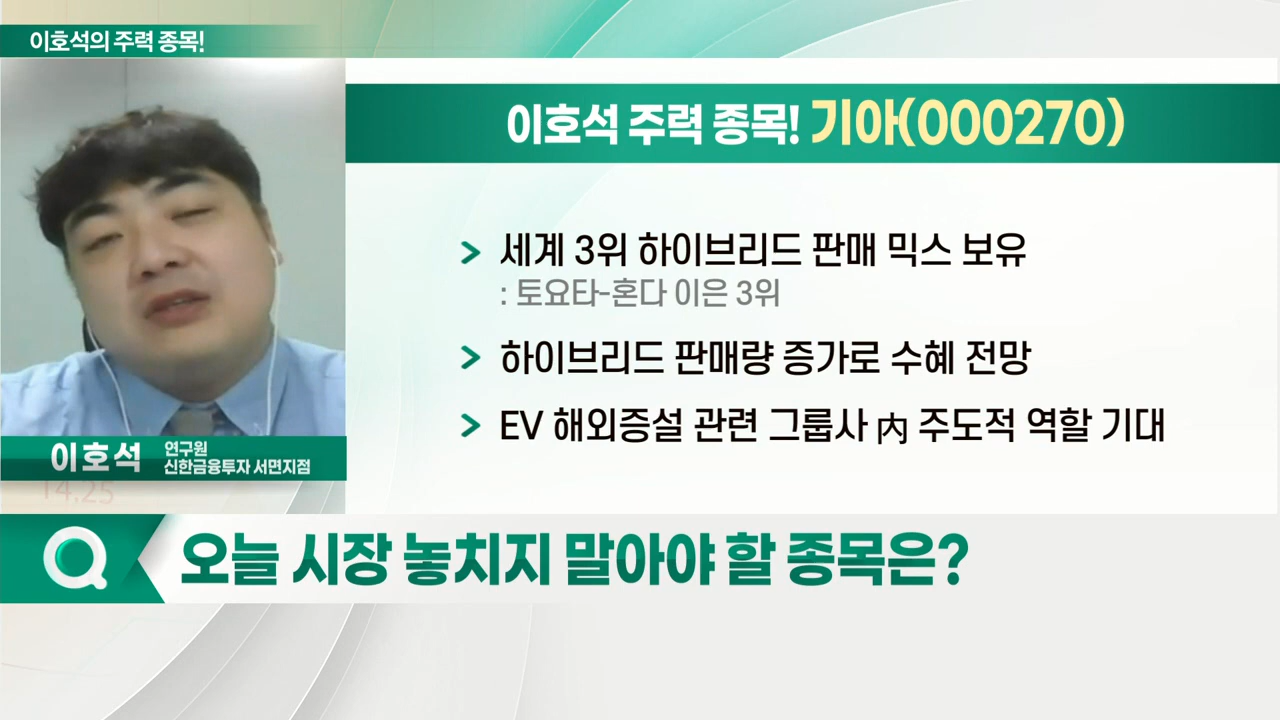 이호석의 주력 종목!
이호석 주력 종목! 기아(000270)
> 세계 3위 하이브리드 판매 믹스 보유
: 토요타-혼다 이은 3위
> 하이브리드 판매량 증가로 수혜 전망
> EV 해외증설 관련 그룹사 內 주도적 역할 기대
이호석
연구원
신한금융투자 서면지점
14,25
오늘 시장 놓치지 말아야 할 종목은?